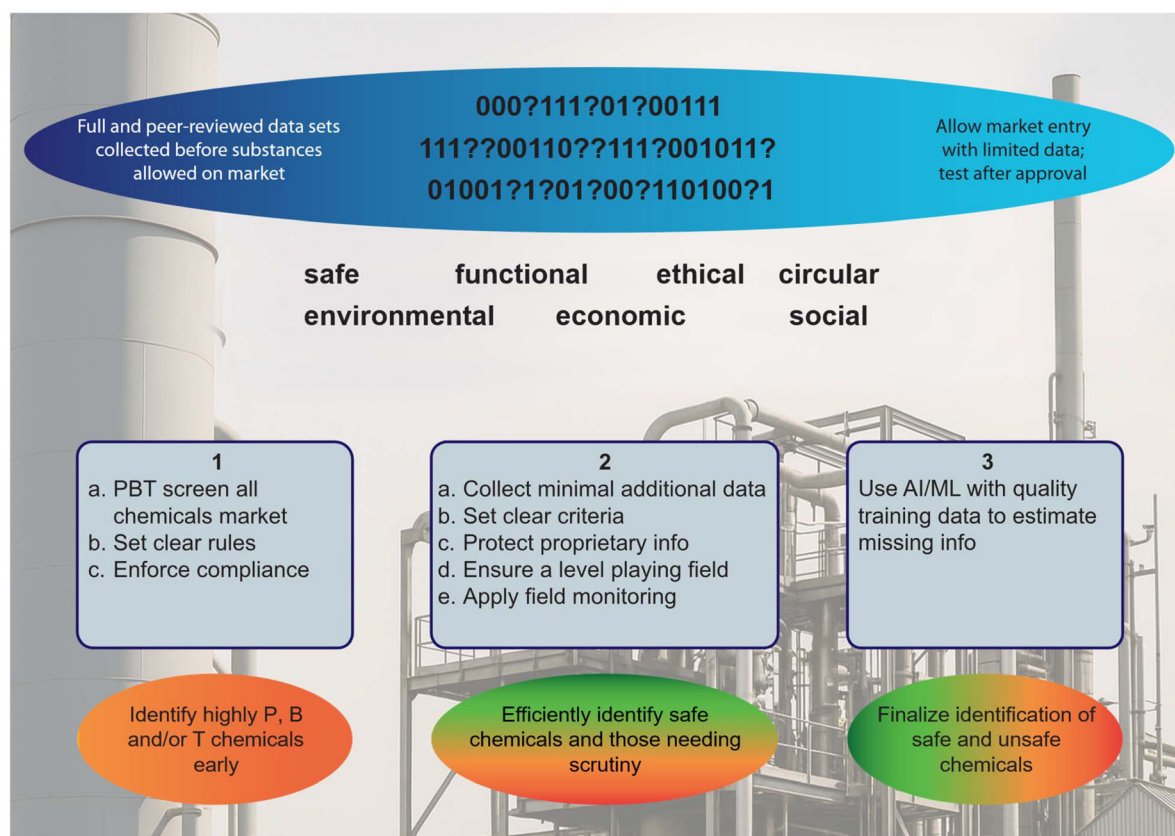 Full and peer-reviewed data sets
collected before substances
allowed on market
000?111?01?00111
111??00110??111?001011?
01001?1?01?00?110100?1
Allow market entry
with limited data;
test after approval
safe functional ethical circular
environmental economic social
1
a. PBT screen all
chemicals market
b. Set clear rules
c. Enforce compliance
2
a. Collect minimal additional data
b. Set clear criteria
c. Protect proprietary info
d. Ensure a level playing field
e. Apply field monitoring
3
Use AI/ML with quality
training data to estimate
missing info
Identify highly P, B
and/or T chemicals
early
Efficiently identify safe
chemicals and those needing
scrutiny
Finalize identification of
safe and unsafe
chemicals